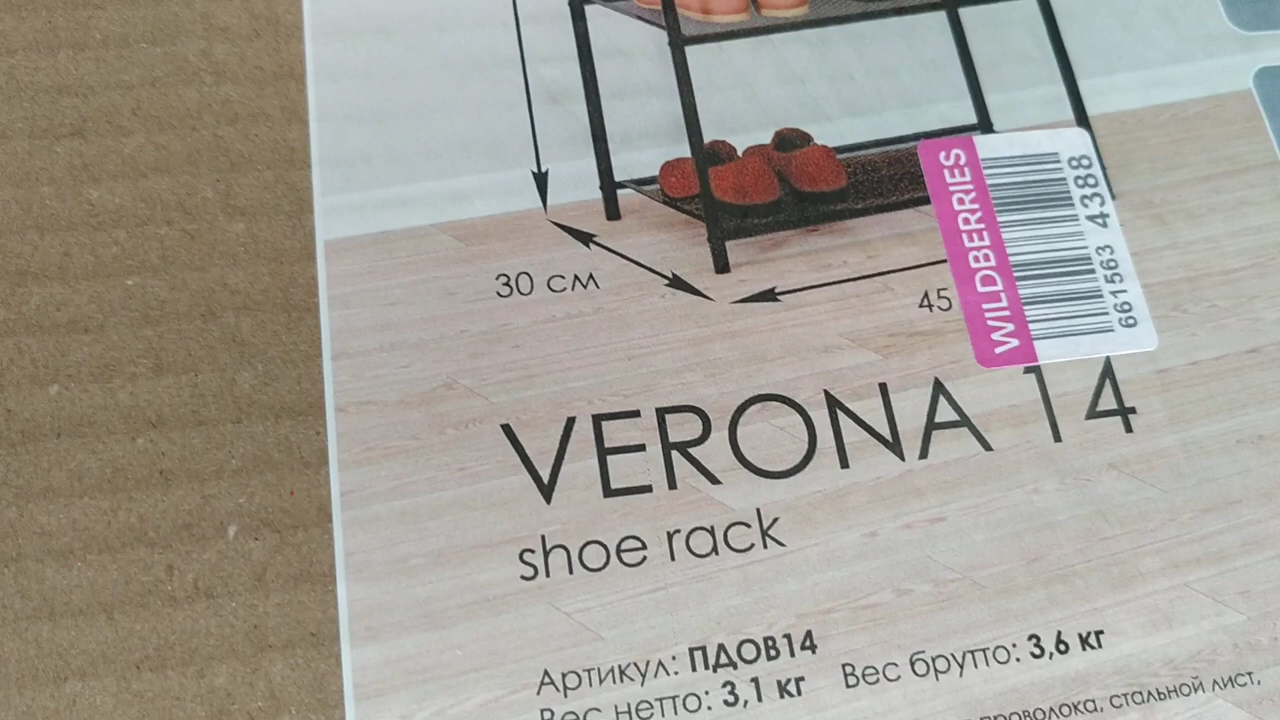 30 см
45
WILDBERRIES
661563 4388
VERONA 14
shoe rack
Артикул: ПДОВ14
Вес нетто: 3,1 кг Вес брутто: 3,6 кг
проволока, стальной лист,